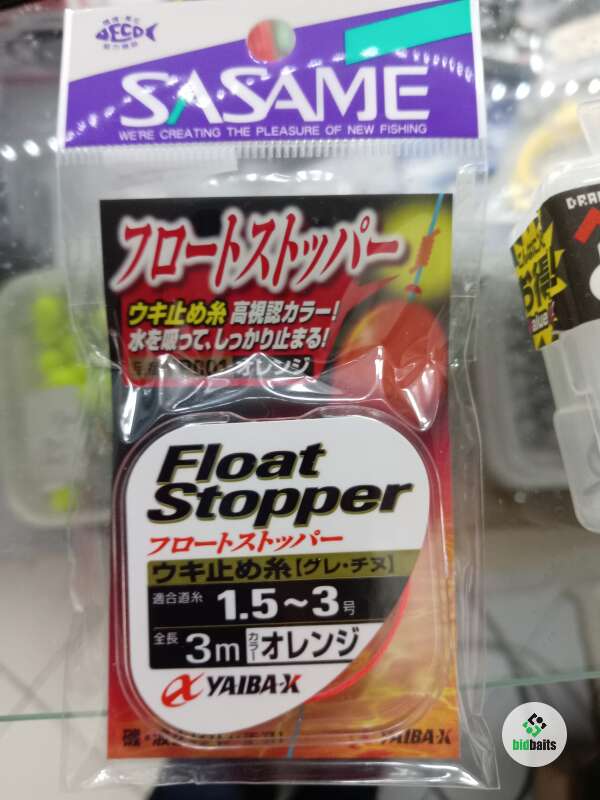 ECO
SASAME
WE'RE CREATING THE PLEASURE OF NEW FISHING
フロートストッパー
ウキ止め糸 高視認カラー!
水を吸って、しっかり止まる!
オレンジ
Float
Stopper
フロートストッパー
ウキ止め糸【グレ・チヌ】
適合道糸 1.5～3号
全長 3m カラー オレンジ
YAIBA-X
YAIBA-X
bidbaits